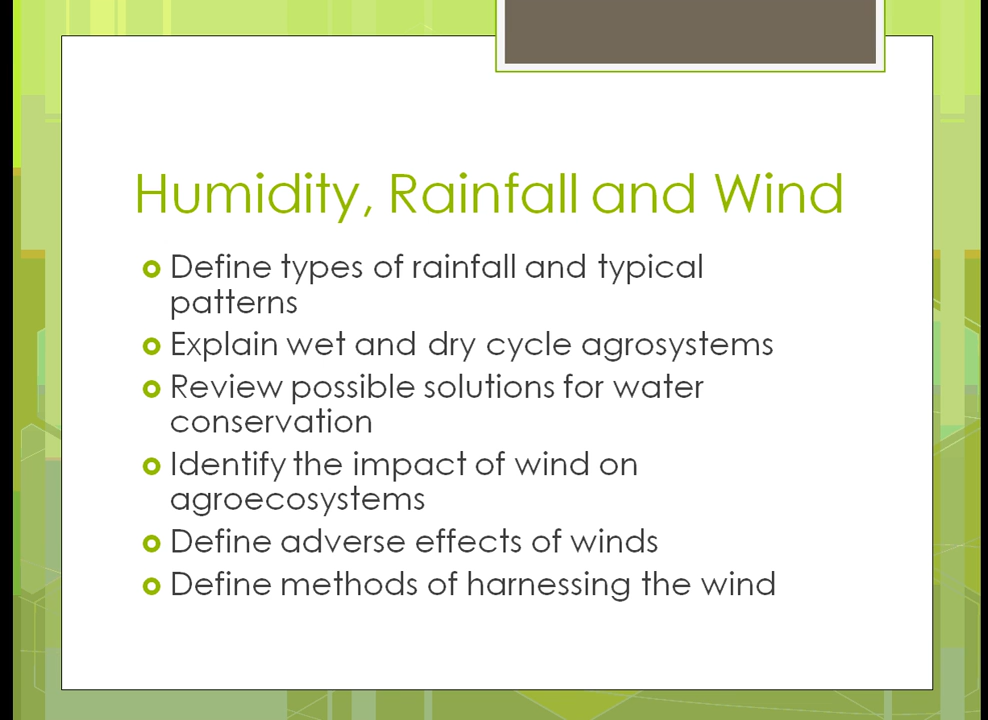 Humidity, Rainfall and Wind
Define types of rainfall and typical
patterns
Explain wet and dry cycle agrosystems
Review possible solutions for water
conservation
Identify the impact of wind on
agroecosystems
Define adverse effects of winds
Define methods of harnessing the wind